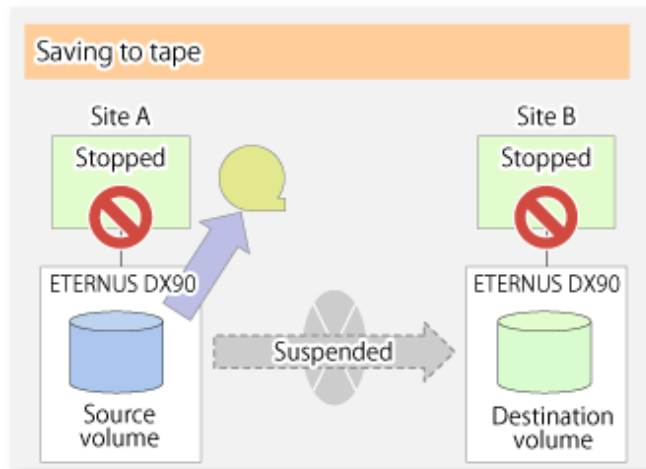 Saving to tape
Site A
Site B
Stopped
Stopped
ETERNUS DX90
ETERNUS DX90
Suspended
Source
volume
Destination
volume